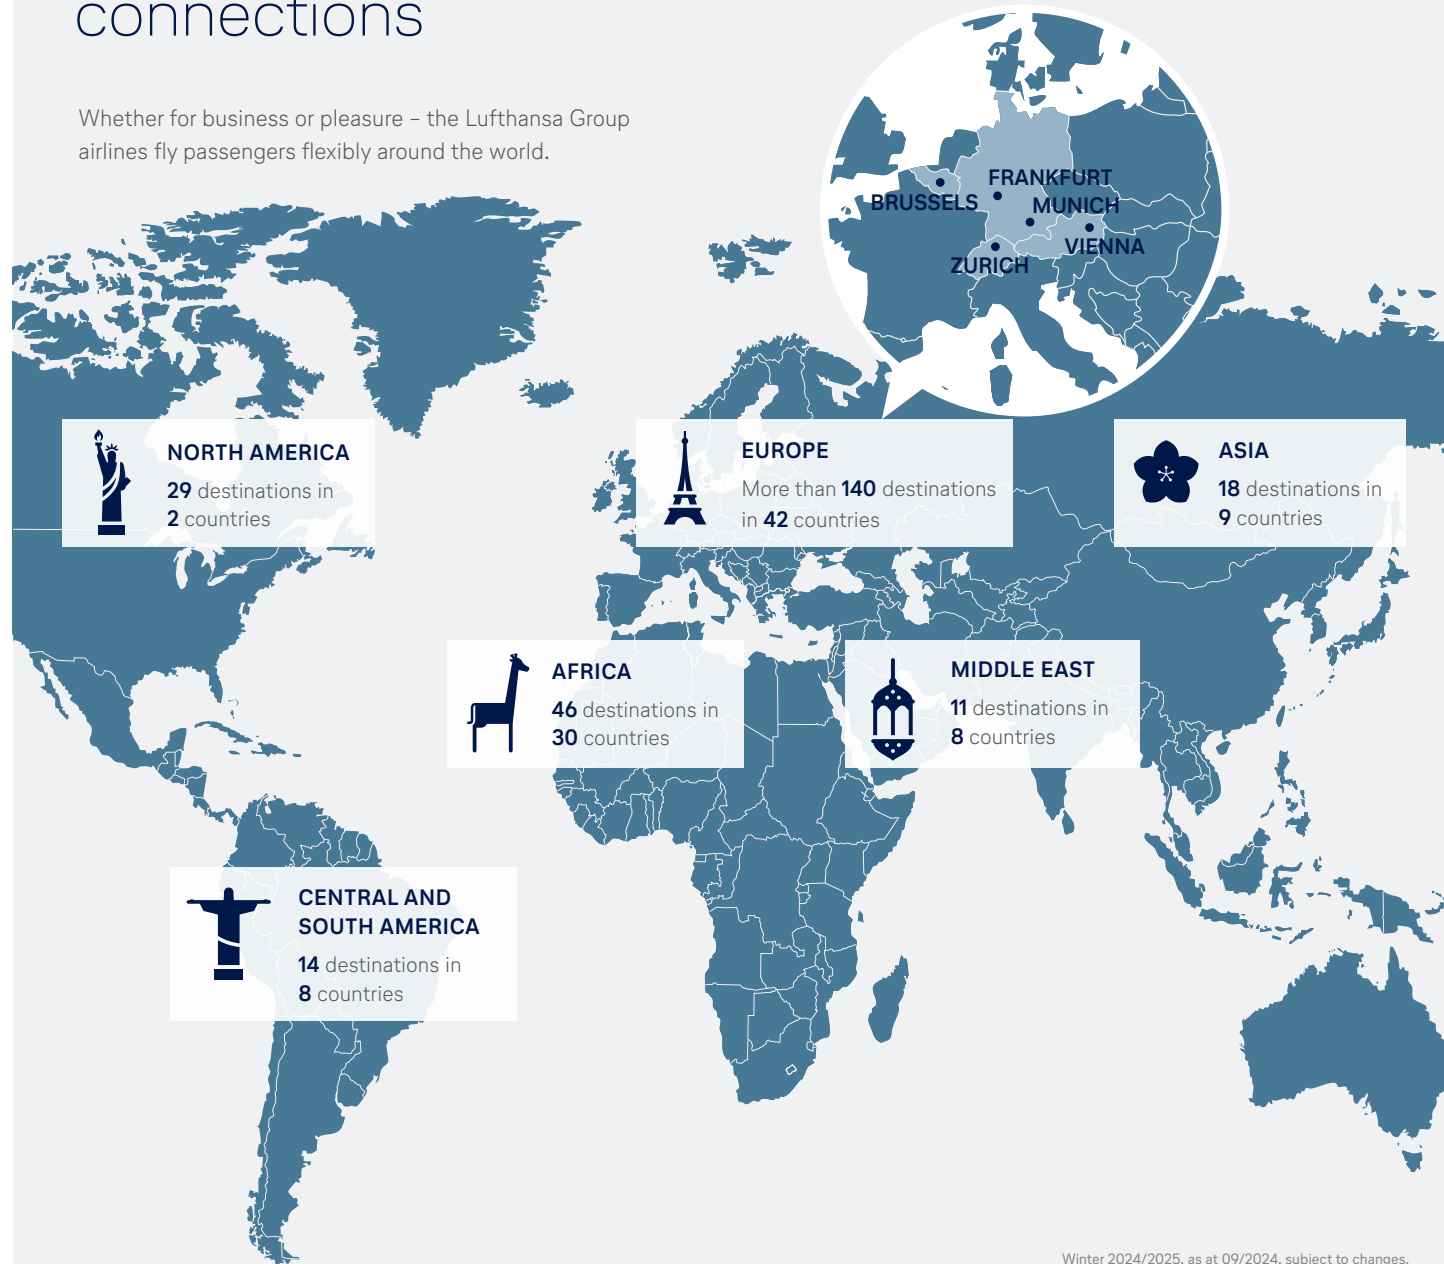 connections
Whether for business or pleasure – the Lufthansa Group
airlines fly passengers flexibly around the world.
FRANKFURT
BRUSSELS
MUNICH
VIENNA
ZURICH
NORTH AMERICA
29 destinations in
2 countries
EUROPE
More than 140 destinations
in 42 countries
ASIA
18 destinations in
9 countries
AFRICA
46 destinations in
30 countries
MIDDLE EAST
11 destinations in
8 countries
CENTRAL AND
SOUTH AMERICA
14 destinations in
8 countries
Winter 2024/2025, as at 09/2024, subject to changes.